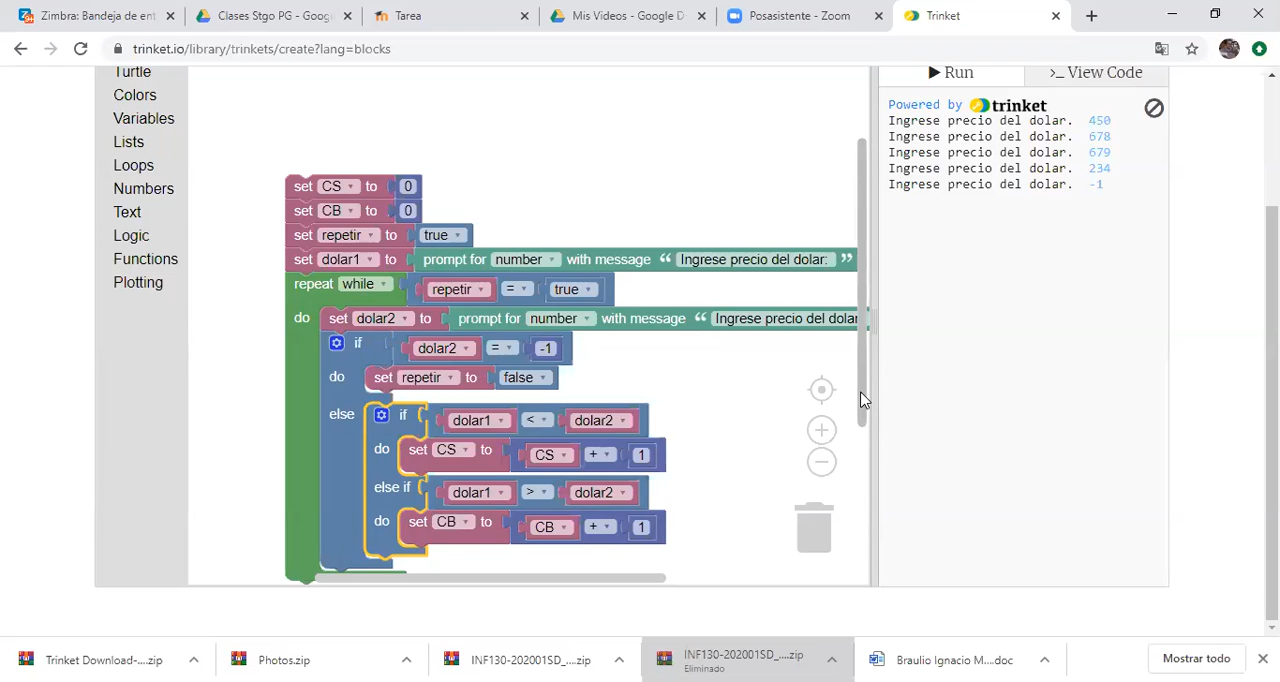 Zimbra: Bandeja de ent
Clases Stgo PG - Goog
Tarea
Mis Videos - Google D
Posasistente - Zoom
Trinket
trinket.io/library/trinkets/create?lang=blocks
Turtle
Colors
Variables
Lists
Loops
Numbers
Text
Logic
Functions
Plotting
set CS to 0
set CB to 0
set repetir to true
set dolar1 to prompt for number with message “ Ingrese precio del dolar: ”
repeat while repetir = true
do set dolar2 to prompt for number with message “ Ingrese precio del dolar
if dolar2 = -1
do set repetir to false
else if dolar1 < dolar2
do set CS to CS + 1
else if dolar1 > dolar2
do set CB to CB + 1
Run
>_ View Code
Powered by trinket
Ingrese precio del dolar. 450
Ingrese precio del dolar. 678
Ingrese precio del dolar. 679
Ingrese precio del dolar. 234
Ingrese precio del dolar. -1
Trinket Download-....zip
Photos.zip
INF130-202001SD_....zip
INF130-202001SD_....zip
Eliminado
Braulio Ignacio M....doc
Mostrar todo